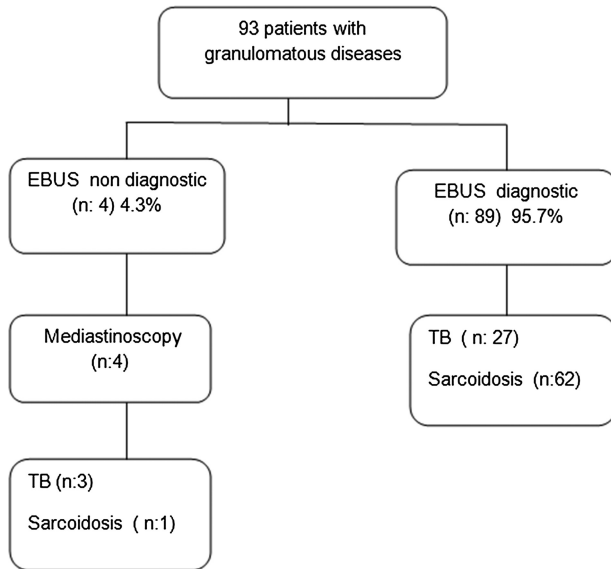 93 patients with
granulomatous diseases
EBUS non diagnostic
(n: 4) 4.3%
EBUS diagnostic
(n: 89) 95.7%
Mediastinoscopy
(n:4)
TB ( n: 27)
Sarcoidosis (n:62)
TB (n:3)
Sarcoidosis ( n:1)